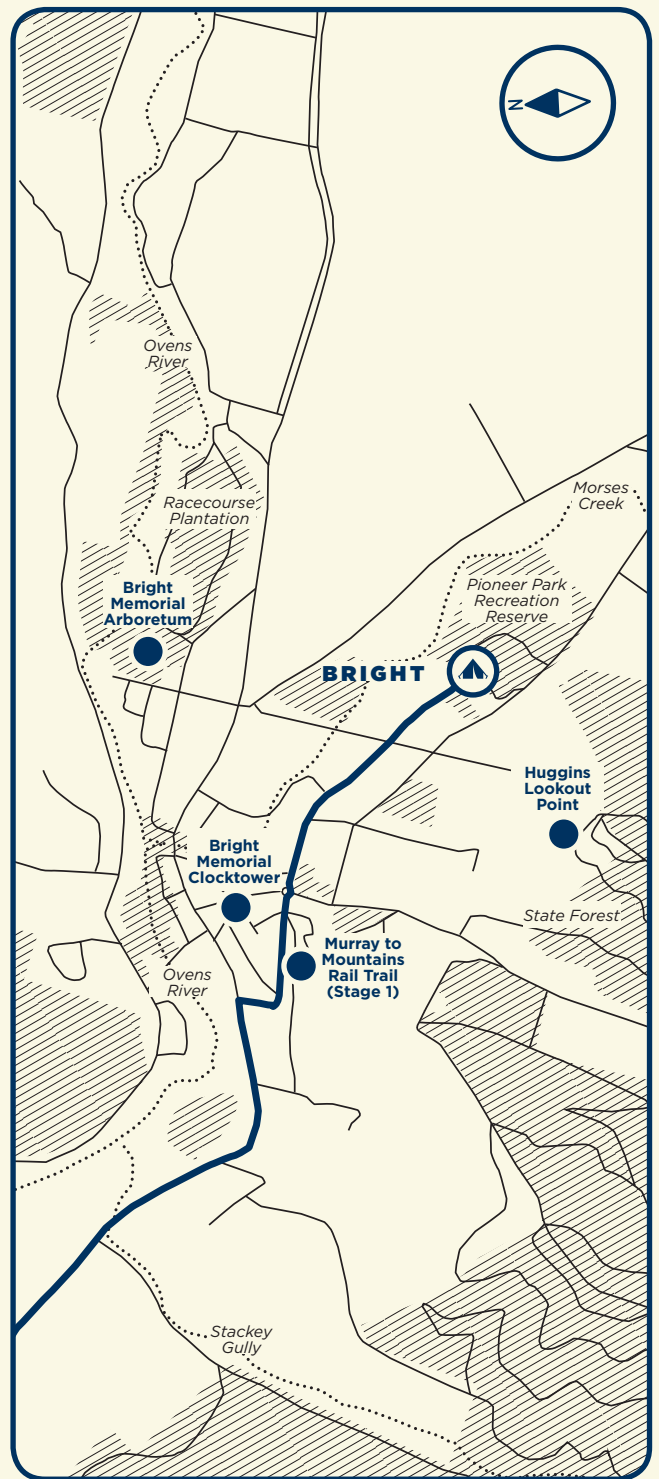 N
Ovens
River
Racecourse
Plantation
Morses
Creek
Bright
Memorial
Arboretum
Pioneer Park
Recreation
Reserve
BRIGHT
Huggins
Lookout
Point
Bright
Memorial
Clocktower
State Forest
Murray to
Mountains
Rail Trail
(Stage 1)
Ovens
River
Stackey
Gully